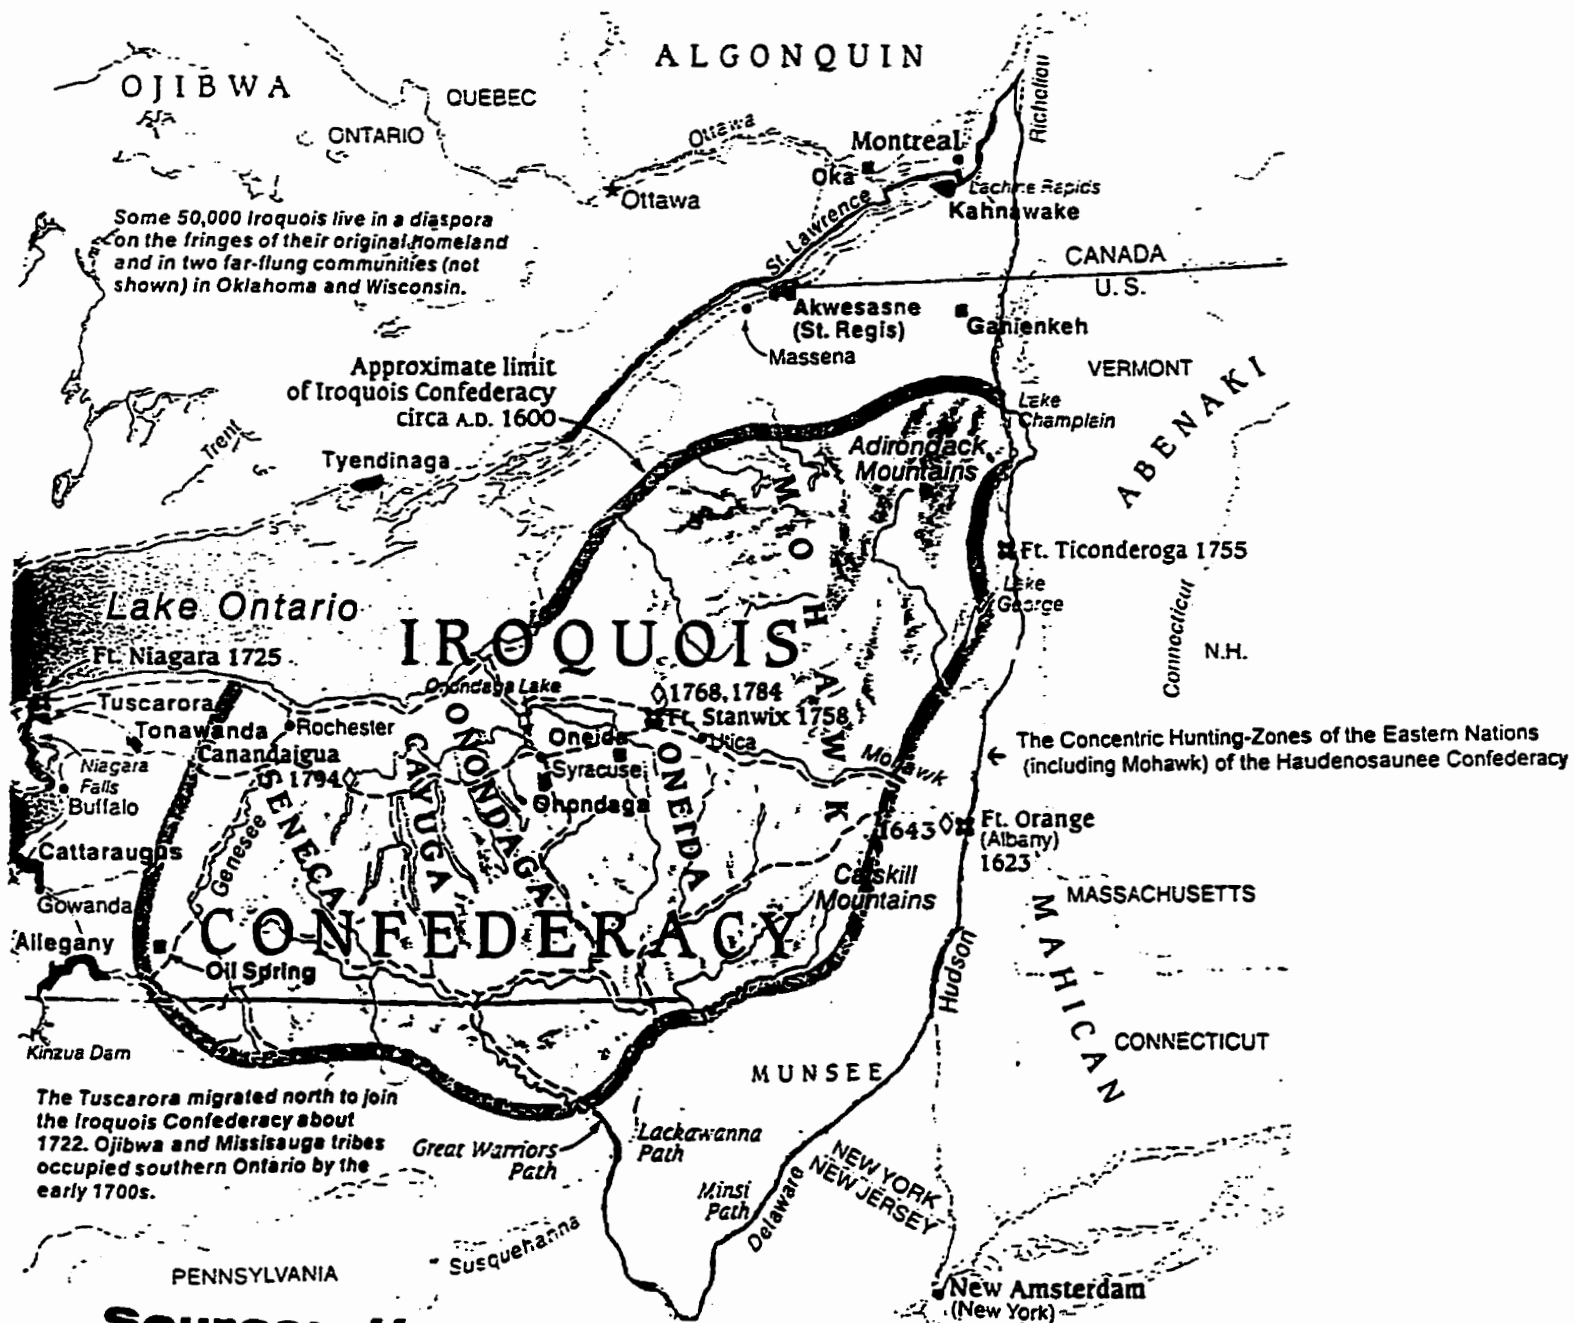 ALGONQUIN
OJIBWA
QUEBEC
ONTARIO
Ottawa
Richaliau
Montreal
Oka
Lachine Rapids
Ottawa
Kahnawake
St. Lawrence
Some 50,000 Iroquois live in a diaspora
on the fringes of their original homeland
and in two far-flung communities (not
shown) in Oklahoma and Wisconsin.
CANADA
U.S.
Akwesasne
(St. Regis)
Ganienkeh
Massena
Approximate limit
of Iroquois Confederacy
circa A.D. 1600
VERMONT
ABENAKI
Lake
Champlein
Trent
Adirondack
Mountains
Tyendinaga
MOHAWK
Ft. Ticonderoga 1755
Lake
George
Lake Ontario
Connecticut
IROQUOIS
N.H.
Ft. Niagara 1725
Onondaga Lake
1768, 1784
Tuscarora
Ft. Stanwix 1758
Tonawanda
Rochester
Oneida
Utica
Canandaigua
1794
Niagara
Falls
Syracuse
Mohawk
The Concentric Hunting-Zones of the Eastern Nations
(including Mohawk) of the Haudenosaunee Confederacy
Buffalo
Onondaga
SENECA
CAYUGA
ONONDAGA
ONEIDA
1643
Ft. Orange
(Albany)
1623
Cattaraugus
Genesee
Catskill
Mountains
MASSACHUSETTS
Gowanda
MAHICAN
CONFEDERACY
Allegany
Oil Spring
Hudson
Kinzua Dam
CONNECTICUT
MUNSEE
The Tuscarora migrated north to join
the Iroquois Confederacy about
1722. Ojibwa and Missisauga tribes
occupied southern Ontario by the
early 1700s.
Great Warriors
Path
Lackawanna
Path
NEW YORK
NEW JERSEY
Minsi
Path
Delaware
Susquehanna
PENNSYLVANIA
New Amsterdam
(New York)